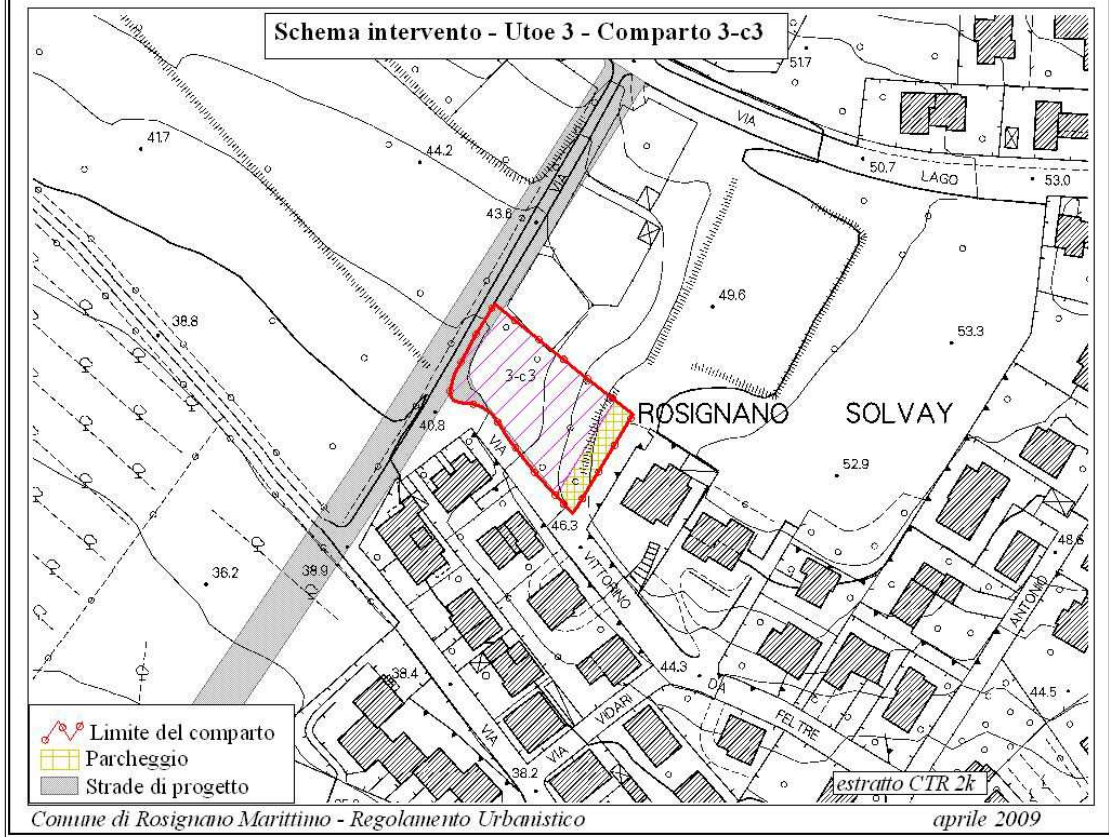 Schema intervento - Utoe 3 - Comparto 3-c3
51.7
VIA
41.7
44.2
50.7
LAGO
53.0
VIA
43.6
38.8
49.6
53.3
3-c3
ROSIGNANO SOLVAY
40.8
VIA
52.9
46.3
48.6
36.2
38.9
VITTORINO
ANTONIO
44.3
38.4
DA
44.5
VIDARI
FELTRE
VIA
VIA
38.2
Limite del comparto
Parcheggio
Strade di progetto
estratto CTR 2k
Comune di Rosignano Marittimo - Regolamento Urbanistico
aprile 2009